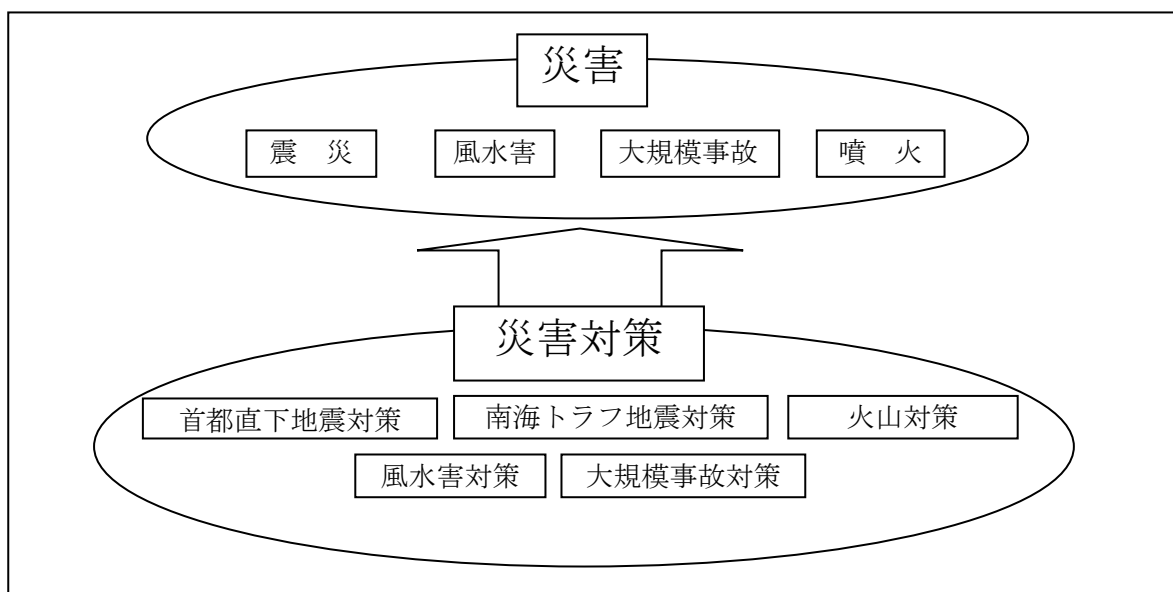 災害
震　災　風水害　大規模事故　噴　火
災害対策
首都直下地震対策　南海トラフ地震対策　火山対策
風水害対策　大規模事故対策